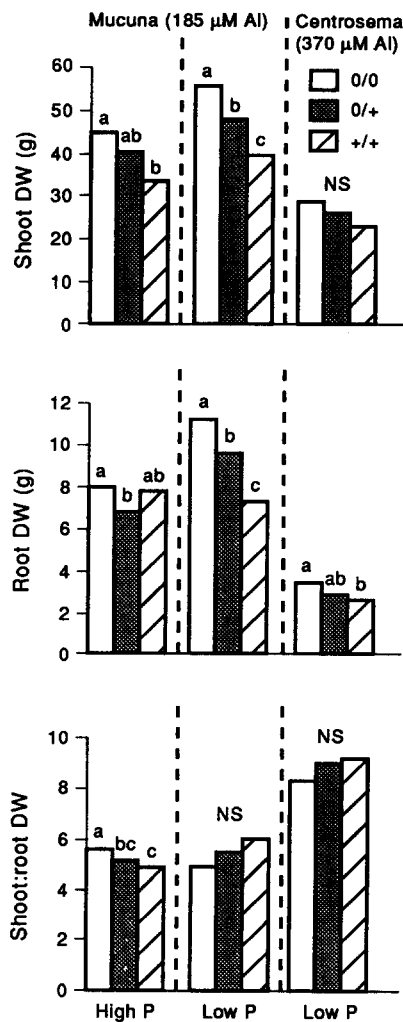 Mucuna (185 µM Al)
Centrosema
(370 µM Al)
0/0
0/+
+/+
Shoot DW (g)
60
50
40
30
20
10
0
a
ab
b
a
b
c
NS
Root DW (g)
12
10
8
6
4
2
0
a
b
ab
a
b
c
a
ab
b
Shoot:root DW
10
8
6
4
2
0
a
bc
c
NS
NS
High P
Low P
Low P